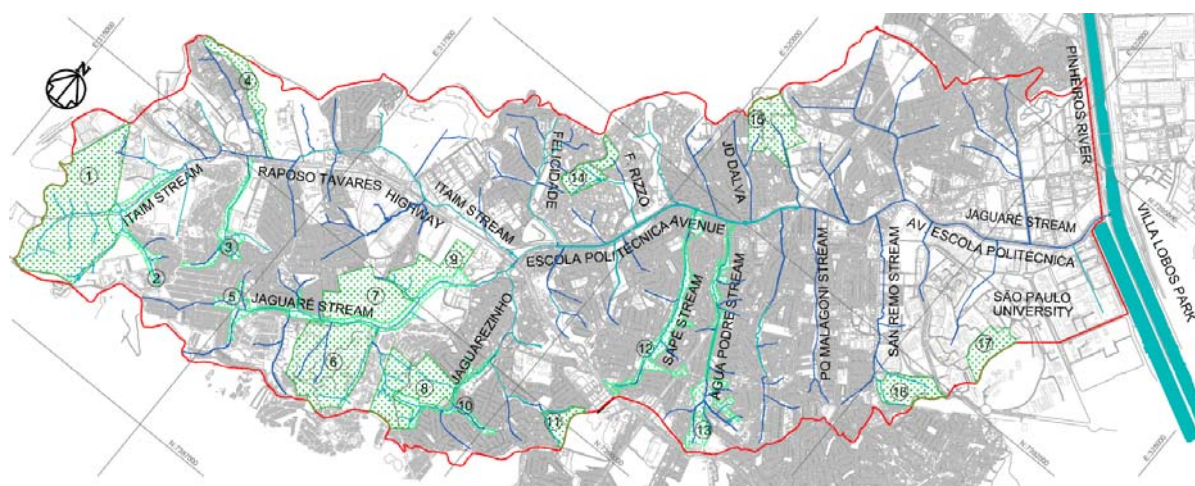 N
4
1
ITAIM STREAM
RAPOSO TAVARES
HIGHWAY
ITAIM STREAM
FELICIDADE
14
F. RIZZO
JD DALVA
15
PINHEIROS RIVER
VILLA LOBOS PARK
JAGUARÉ STREAM
AV. ESCOLA POLITÉCNICA
ESCOLA POLITÉCNICA AVENUE
3
2
5
JAGUARÉ STREAM
7
9
6
8
JAGUAREZINHO
10
11
12
SAPÉ STREAM
ÁGUA PODRE STREAM
13
PQ MALAGONI STREAM
SAN REMO STREAM
SÃO PAULO
UNIVERSITY
16
17